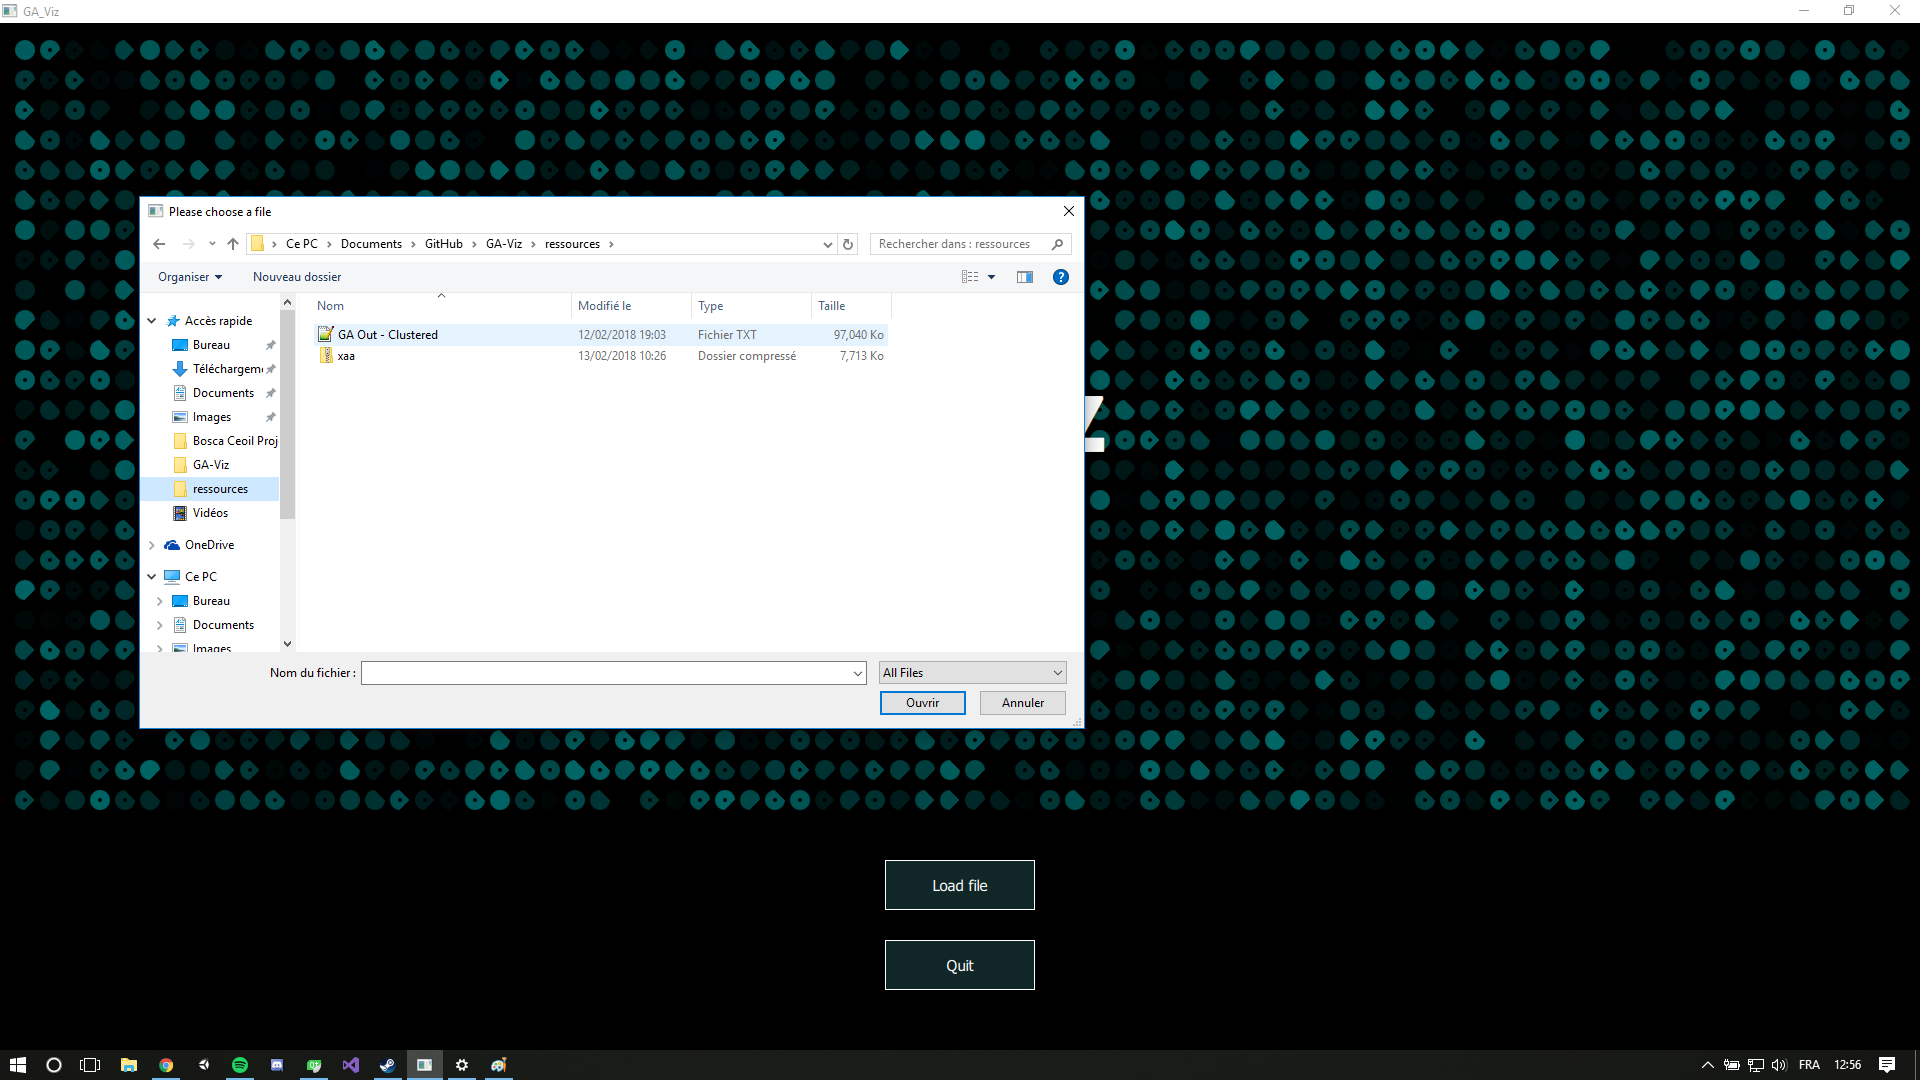 GA_Viz
Please choose a file
Ce PC Documents GitHub GA-Viz ressources
Rechercher dans : ressources
Organiser Nouveau dossier
Nom Modifié le Type Taille
GA Out - Clustered 12/02/2018 19:03 Fichier TXT 97,040 Ko
xaa 13/02/2018 10:26 Dossier compressé 7,713 Ko
Accès rapide
Bureau
Téléchargem
Documents
Images
Bosca Ceoil Proj
GA-Viz
ressources
Vidéos
OneDrive
Ce PC
Bureau
Documents
Images
Z
Nom du fichier : All Files
Ouvrir Annuler
Load file
Quit
FRA 12:56